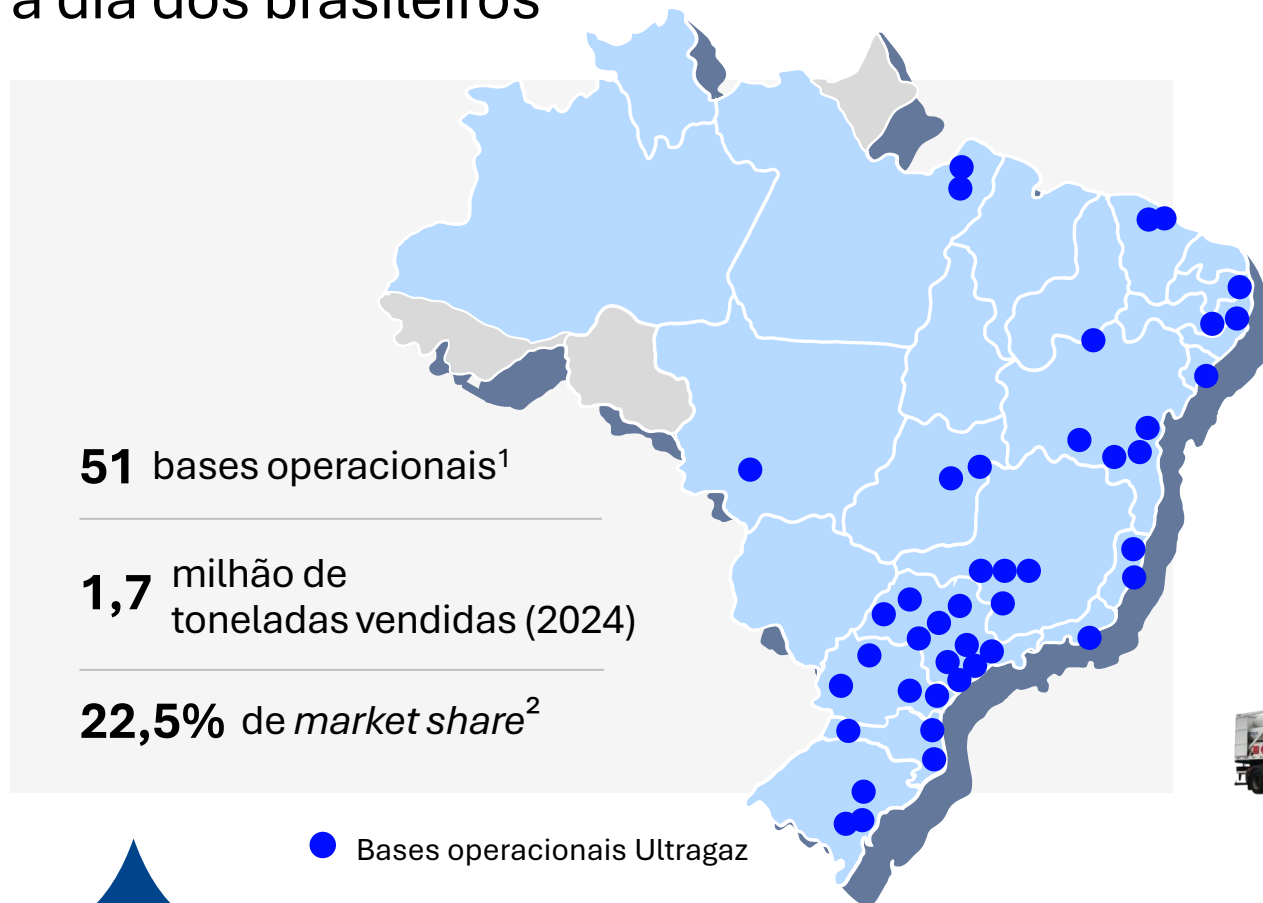 a dia dos brasileiros
51 bases operacionais¹
1,7 milhão de
toneladas vendidas (2024)
22,5% de market share²
Bases operacionais Ultragaz